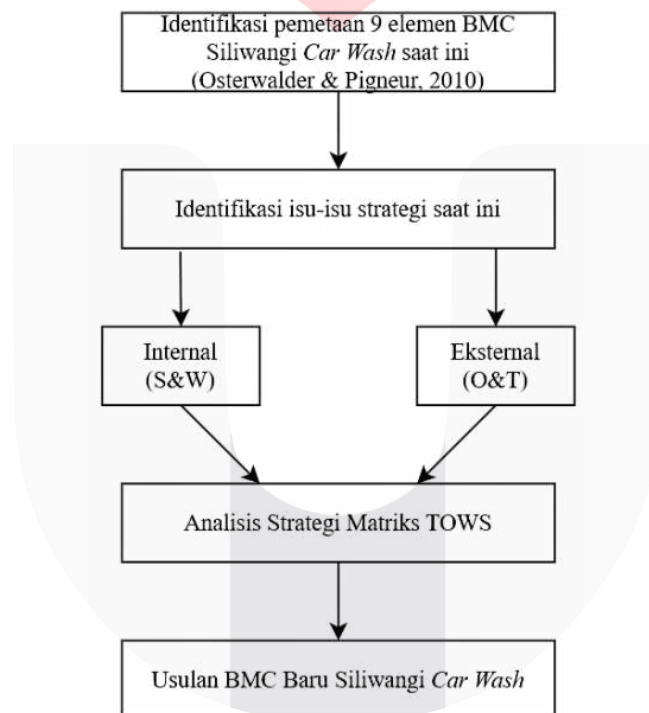 Identifikasi pemetaan 9 elemen BMC
Siliwangi Car Wash saat ini
(Osterwalder & Pigneur, 2010)
Identifikasi isu-isu strategi saat ini
Internal
(S&W)
Eksternal
(O&T)
Analisis Strategi Matriks TOWS
Usulan BMC Baru Siliwangi Car Wash